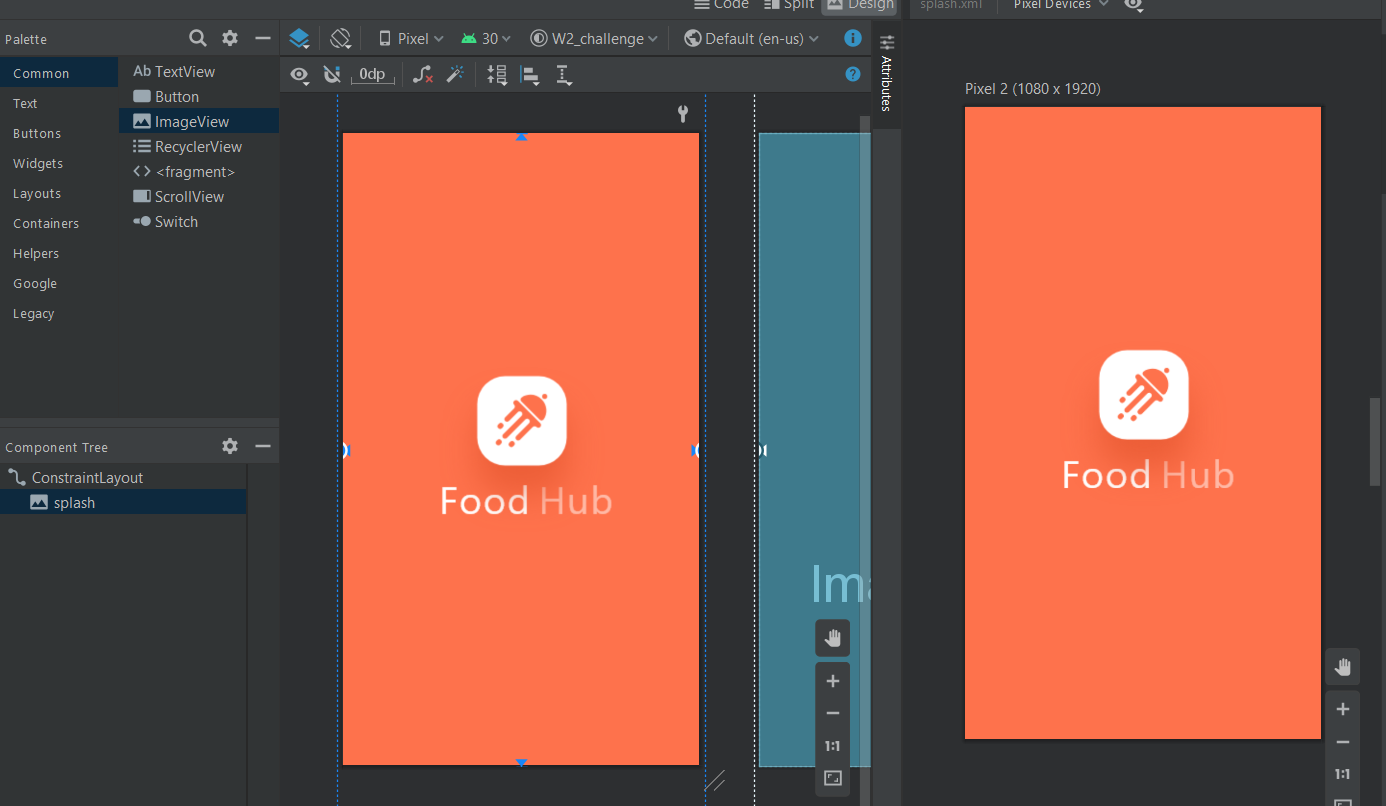 Code
Split
Design
splash.xml
Pixel Devices
Palette
Pixel
30
W2_challenge
Default (en-us)
0dp
Attributes
Common
Text
Buttons
Widgets
Layouts
Containers
Helpers
Google
Legacy
Ab TextView
Button
ImageView
RecyclerView
<fragment>
ScrollView
Switch
Component Tree
ConstraintLayout
splash
Food Hub
Ima
1:1
Pixel 2 (1080 x 1920)
Food Hub
1:1